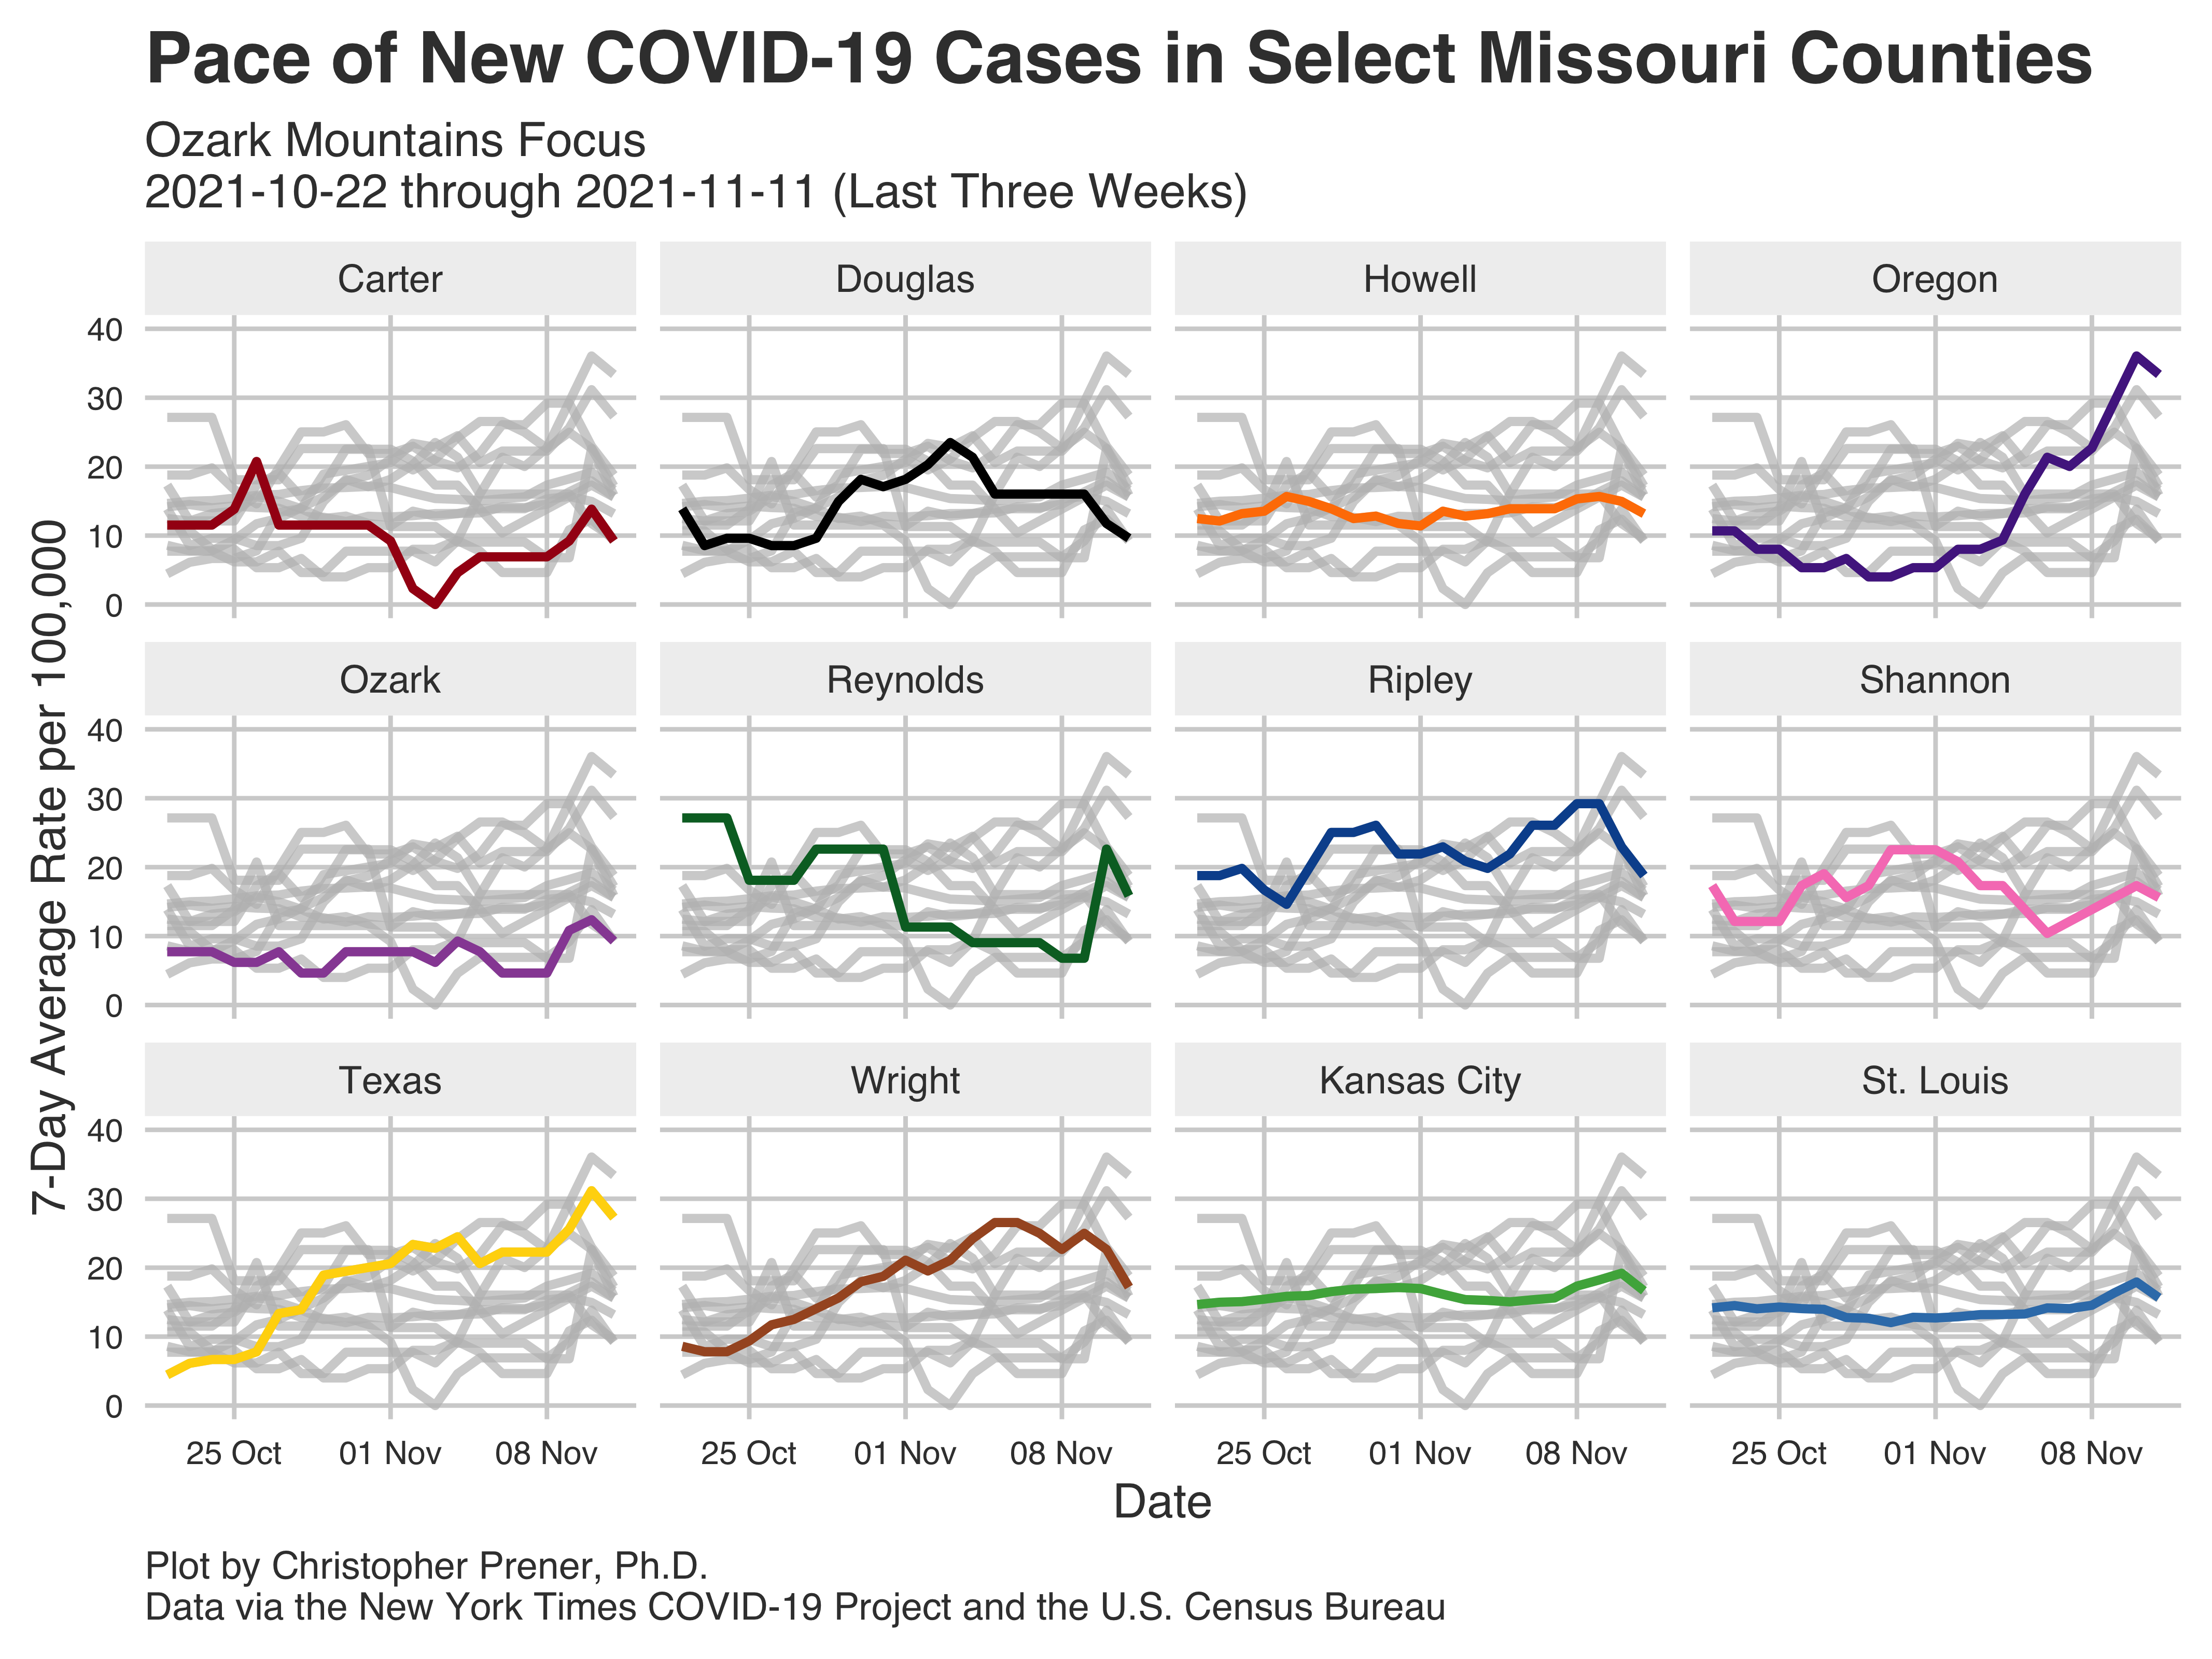 Pace of New COVID-19 Cases in Select Missouri Counties
Ozark Mountains Focus
2021-10-22 through 2021-11-11 (Last Three Weeks)
7-Day Average Rate per 100,000
Carter
Douglas
Howell
Oregon
40
30
20
10
0
Ozark
Reynolds
Ripley
Shannon
40
30
20
10
0
Texas
Wright
Kansas City
St. Louis
40
30
20
10
0
25 Oct
01 Nov
08 Nov
25 Oct
01 Nov
08 Nov
25 Oct
01 Nov
08 Nov
25 Oct
01 Nov
08 Nov
Date
Plot by Christopher Prener, Ph.D.
Data via the New York Times COVID-19 Project and the U.S. Census Bureau